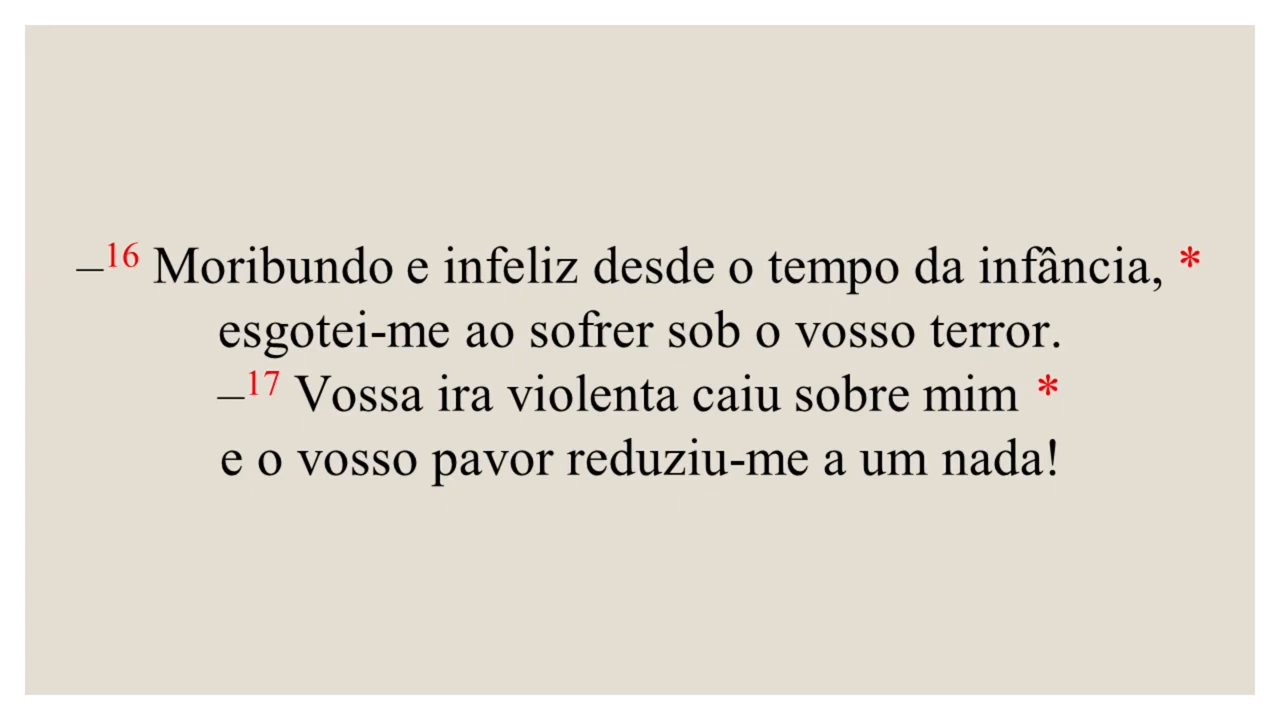 –16 Moribundo e infeliz desde o tempo da infância, *
esgotei-me ao sofrer sob o vosso terror.
–17 Vossa ira violenta caiu sobre mim *
e o vosso pavor reduziu-me a um nada!